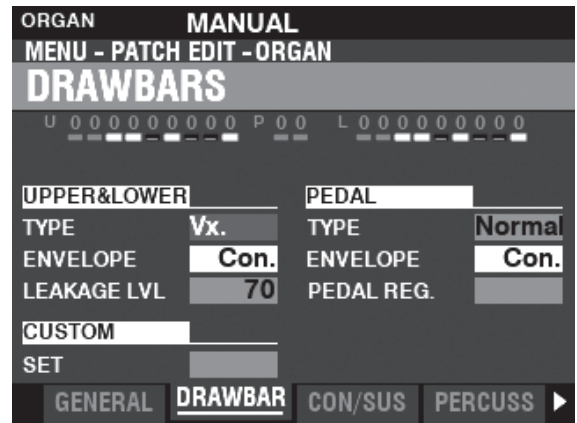 ORGAN MANUAL
MENU - PATCH EDIT - ORGAN
DRAWBARS
U 0 0 0 0 0 0 0 0 0 P 0 0 L 0 0 0 0 0 0 0 0 0
UPPER&LOWER PEDAL
TYPE Vx. TYPE Normal
ENVELOPE Con. ENVELOPE Con.
LEAKAGE LVL 70 PEDAL REG.
CUSTOM
SET
GENERAL DRAWBAR CON/SUS PERCUSS